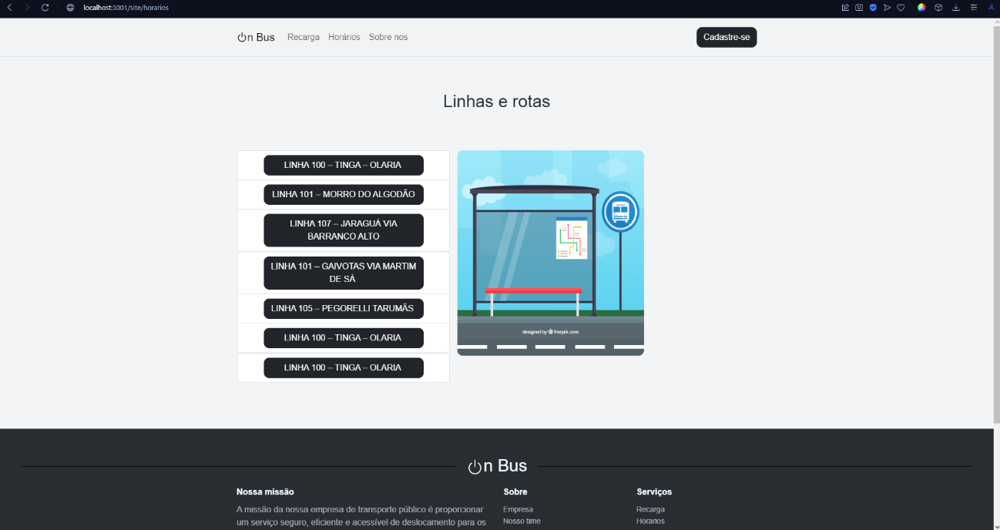 localhost:3001/site/horarios
n Bus Recarga Horários Sobre nos Cadastre-se
Linhas e rotas
LINHA 100 – TINGA – OLARIA
LINHA 101 – MORRO DO ALGODÃO
LINHA 107 – JARAGUÁ VIA
BARRANCO ALTO
LINHA 101 – GAIVOTAS VIA MARTIM
DE SÁ
LINHA 105 – PEGORELLI TARUMÃS
LINHA 100 – TINGA – OLARIA
LINHA 100 – TINGA – OLARIA
designed by freepik.com
n Bus
Nossa missão
A missão da nossa empresa de transporte público é proporcionar
um serviço seguro, eficiente e acessível de deslocamento para os
Sobre
Empresa
Nosso time
Serviços
Recarga
Horarios